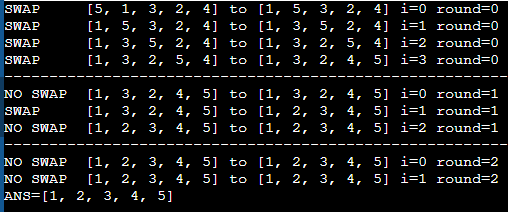 SWAP     [5, 1, 3, 2, 4] to [1, 5, 3, 2, 4] i=0 round=0
SWAP     [1, 5, 3, 2, 4] to [1, 3, 5, 2, 4] i=1 round=0
SWAP     [1, 3, 5, 2, 4] to [1, 3, 2, 5, 4] i=2 round=0
SWAP     [1, 3, 2, 5, 4] to [1, 3, 2, 4, 5] i=3 round=0
--------------------------------------------------------
NO SWAP  [1, 3, 2, 4, 5] to [1, 3, 2, 4, 5] i=0 round=1
SWAP     [1, 3, 2, 4, 5] to [1, 2, 3, 4, 5] i=1 round=1
NO SWAP  [1, 2, 3, 4, 5] to [1, 2, 3, 4, 5] i=2 round=1
--------------------------------------------------------
NO SWAP  [1, 2, 3, 4, 5] to [1, 2, 3, 4, 5] i=0 round=2
NO SWAP  [1, 2, 3, 4, 5] to [1, 2, 3, 4, 5] i=1 round=2
ANS=[1, 2, 3, 4, 5]